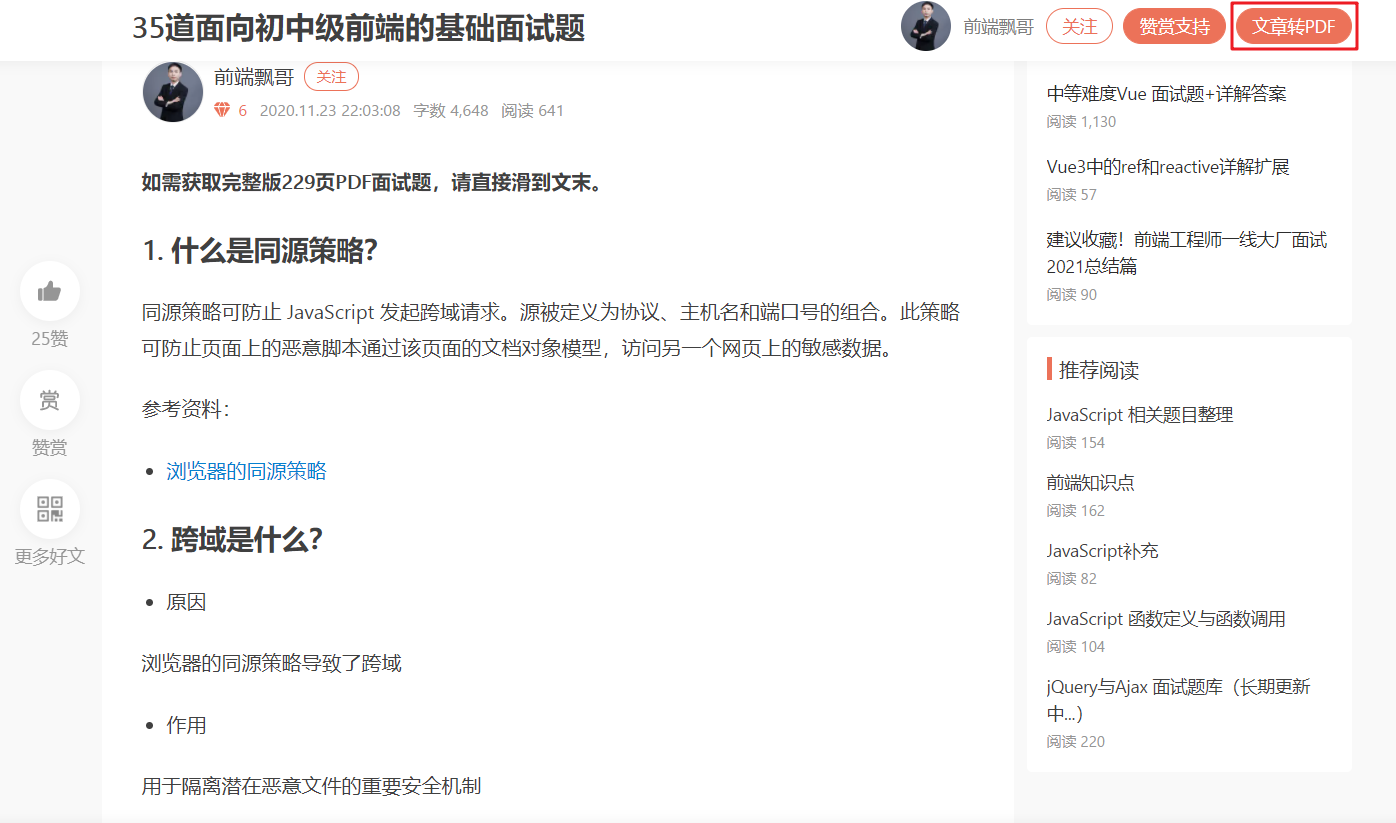 35道面向初中级前端的基础面试题
前端飘哥 关注 赞赏支持 文章转PDF
前端飘哥 关注
6 2020.11.23 22:03:08 字数 4,648 阅读 641
如需获取完整版229页PDF面试题，请直接滑到文末。
1. 什么是同源策略？
同源策略可防止 JavaScript 发起跨域请求。源被定义为协议、主机名和端口号的组合。此策略
可防止页面上的恶意脚本通过该页面的文档对象模型，访问另一个网页上的敏感数据。
参考资料：
• 浏览器的同源策略
2. 跨域是什么？
• 原因
浏览器的同源策略导致了跨域
• 作用
用于隔离潜在恶意文件的重要安全机制
25赞
赏
赞赏
更多好文
中等难度Vue 面试题+详解答案
阅读 1,130
Vue3中的ref和reactive详解扩展
阅读 57
建议收藏！前端工程师一线大厂面试
2021总结篇
阅读 90
推荐阅读
JavaScript 相关题目整理
阅读 154
前端知识点
阅读 162
JavaScript补充
阅读 82
JavaScript 函数定义与函数调用
阅读 104
jQuery与Ajax 面试题库（长期更新
中...）
阅读 220